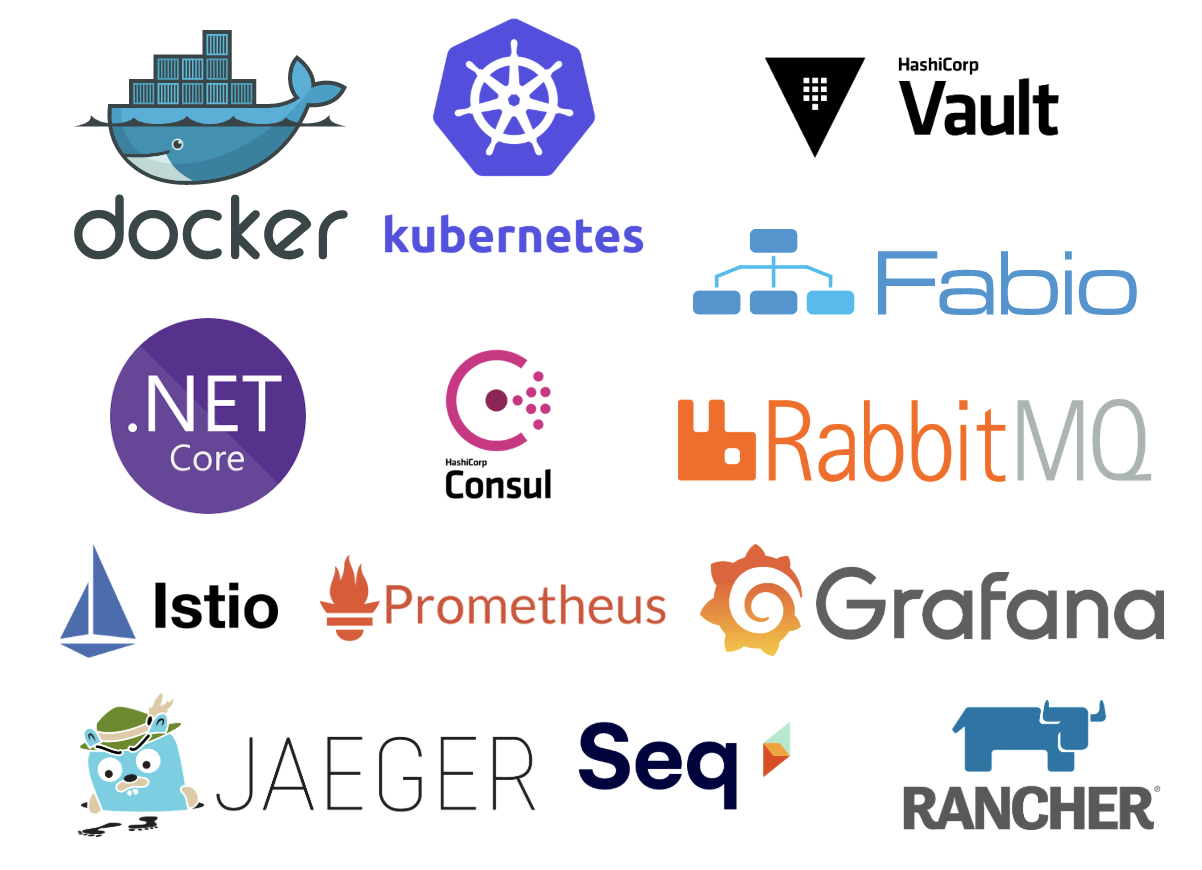 docker
kubernetes
HashiCorp
Vault
Fabio
.NET
Core
HashiCorp
Consul
RabbitMQ
Istio
Prometheus
Grafana
JAEGER
Seq
RANCHER®